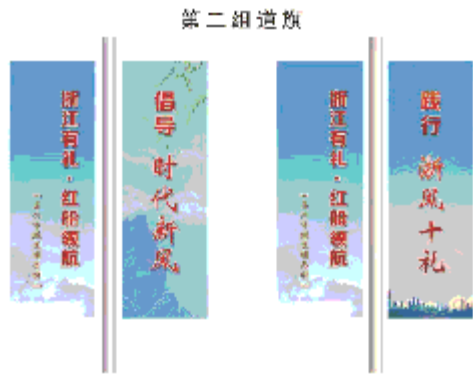 第二组道旗
浙江有礼·红船领航
倡导·时代新风
浙江有礼·红船领航
践行 新风十礼